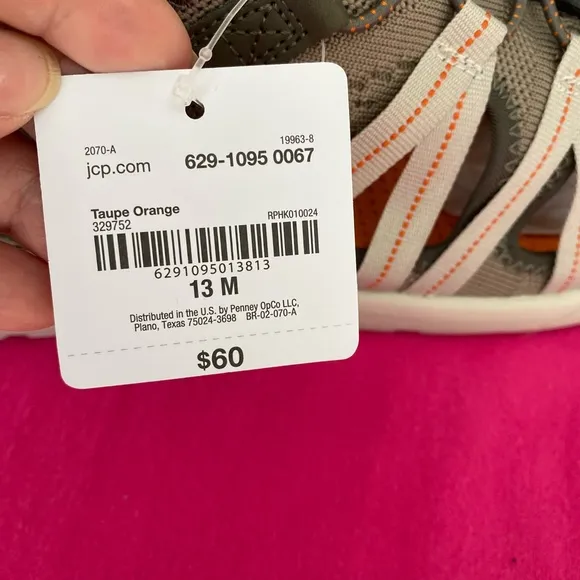 2070-A 19963-8
jcp.com 629-1095 0067
Taupe Orange
329752 RPHK010024
6291095013813
13 M
Distributed in the U.S. by Penney OpCo LLC,
Plano, Texas 75024-3698 BR-02-070-A
$60